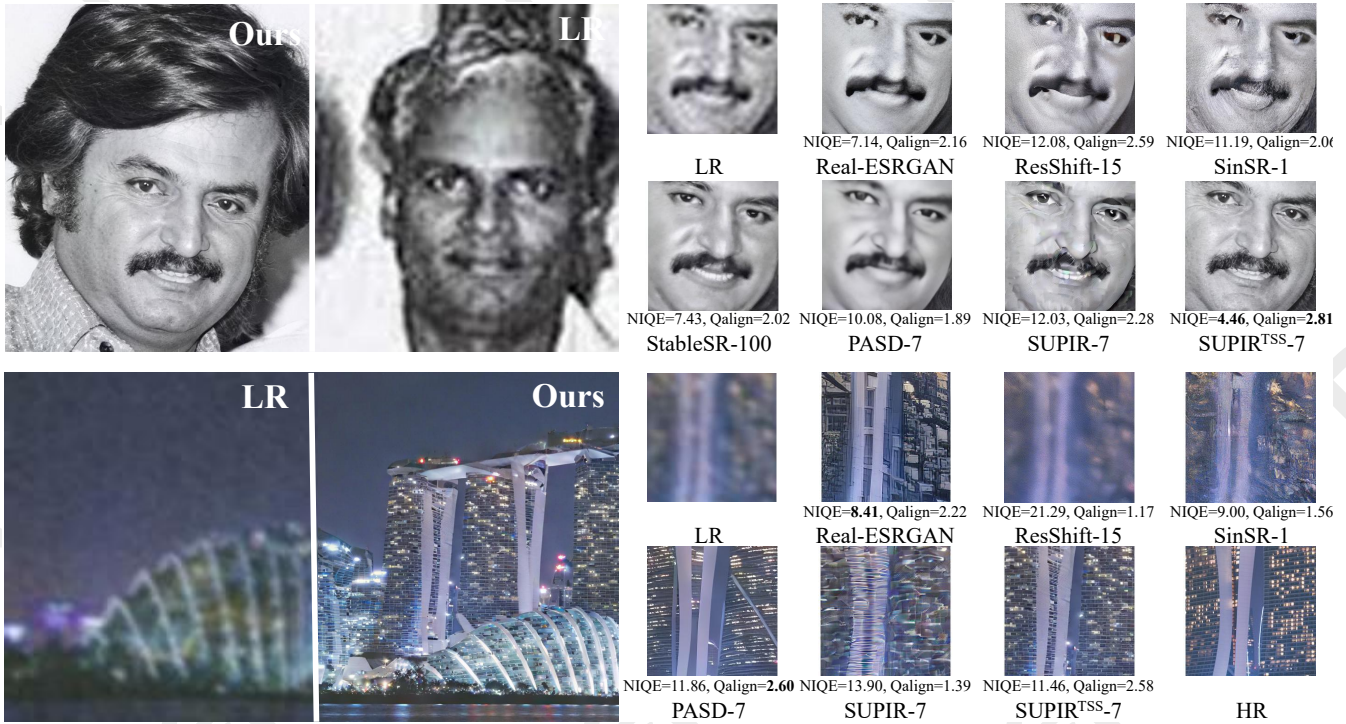 Ours
LR
NIQE=7.14, Qalign=2.16 NIQE=12.08, Qalign=2.59 NIQE=11.19, Qalign=2.06
LR Real-ESRGAN ResShift-15 SinSR-1
NIQE=7.43, Qalign=2.02 NIQE=10.08, Qalign=1.89 NIQE=12.03, Qalign=2.28 NIQE=4.46, Qalign=2.81
StableSR-100 PASD-7 SUPIR-7 SUPIRTSS-7
LR
Ours
NIQE=8.41, Qalign=2.22 NIQE=21.29, Qalign=1.17 NIQE=9.00, Qalign=1.56
LR Real-ESRGAN ResShift-15 SinSR-1
NIQE=11.86, Qalign=2.60 NIQE=13.90, Qalign=1.39 NIQE=11.46, Qalign=2.58
PASD-7 SUPIR-7 SUPIRTSS-7 HR